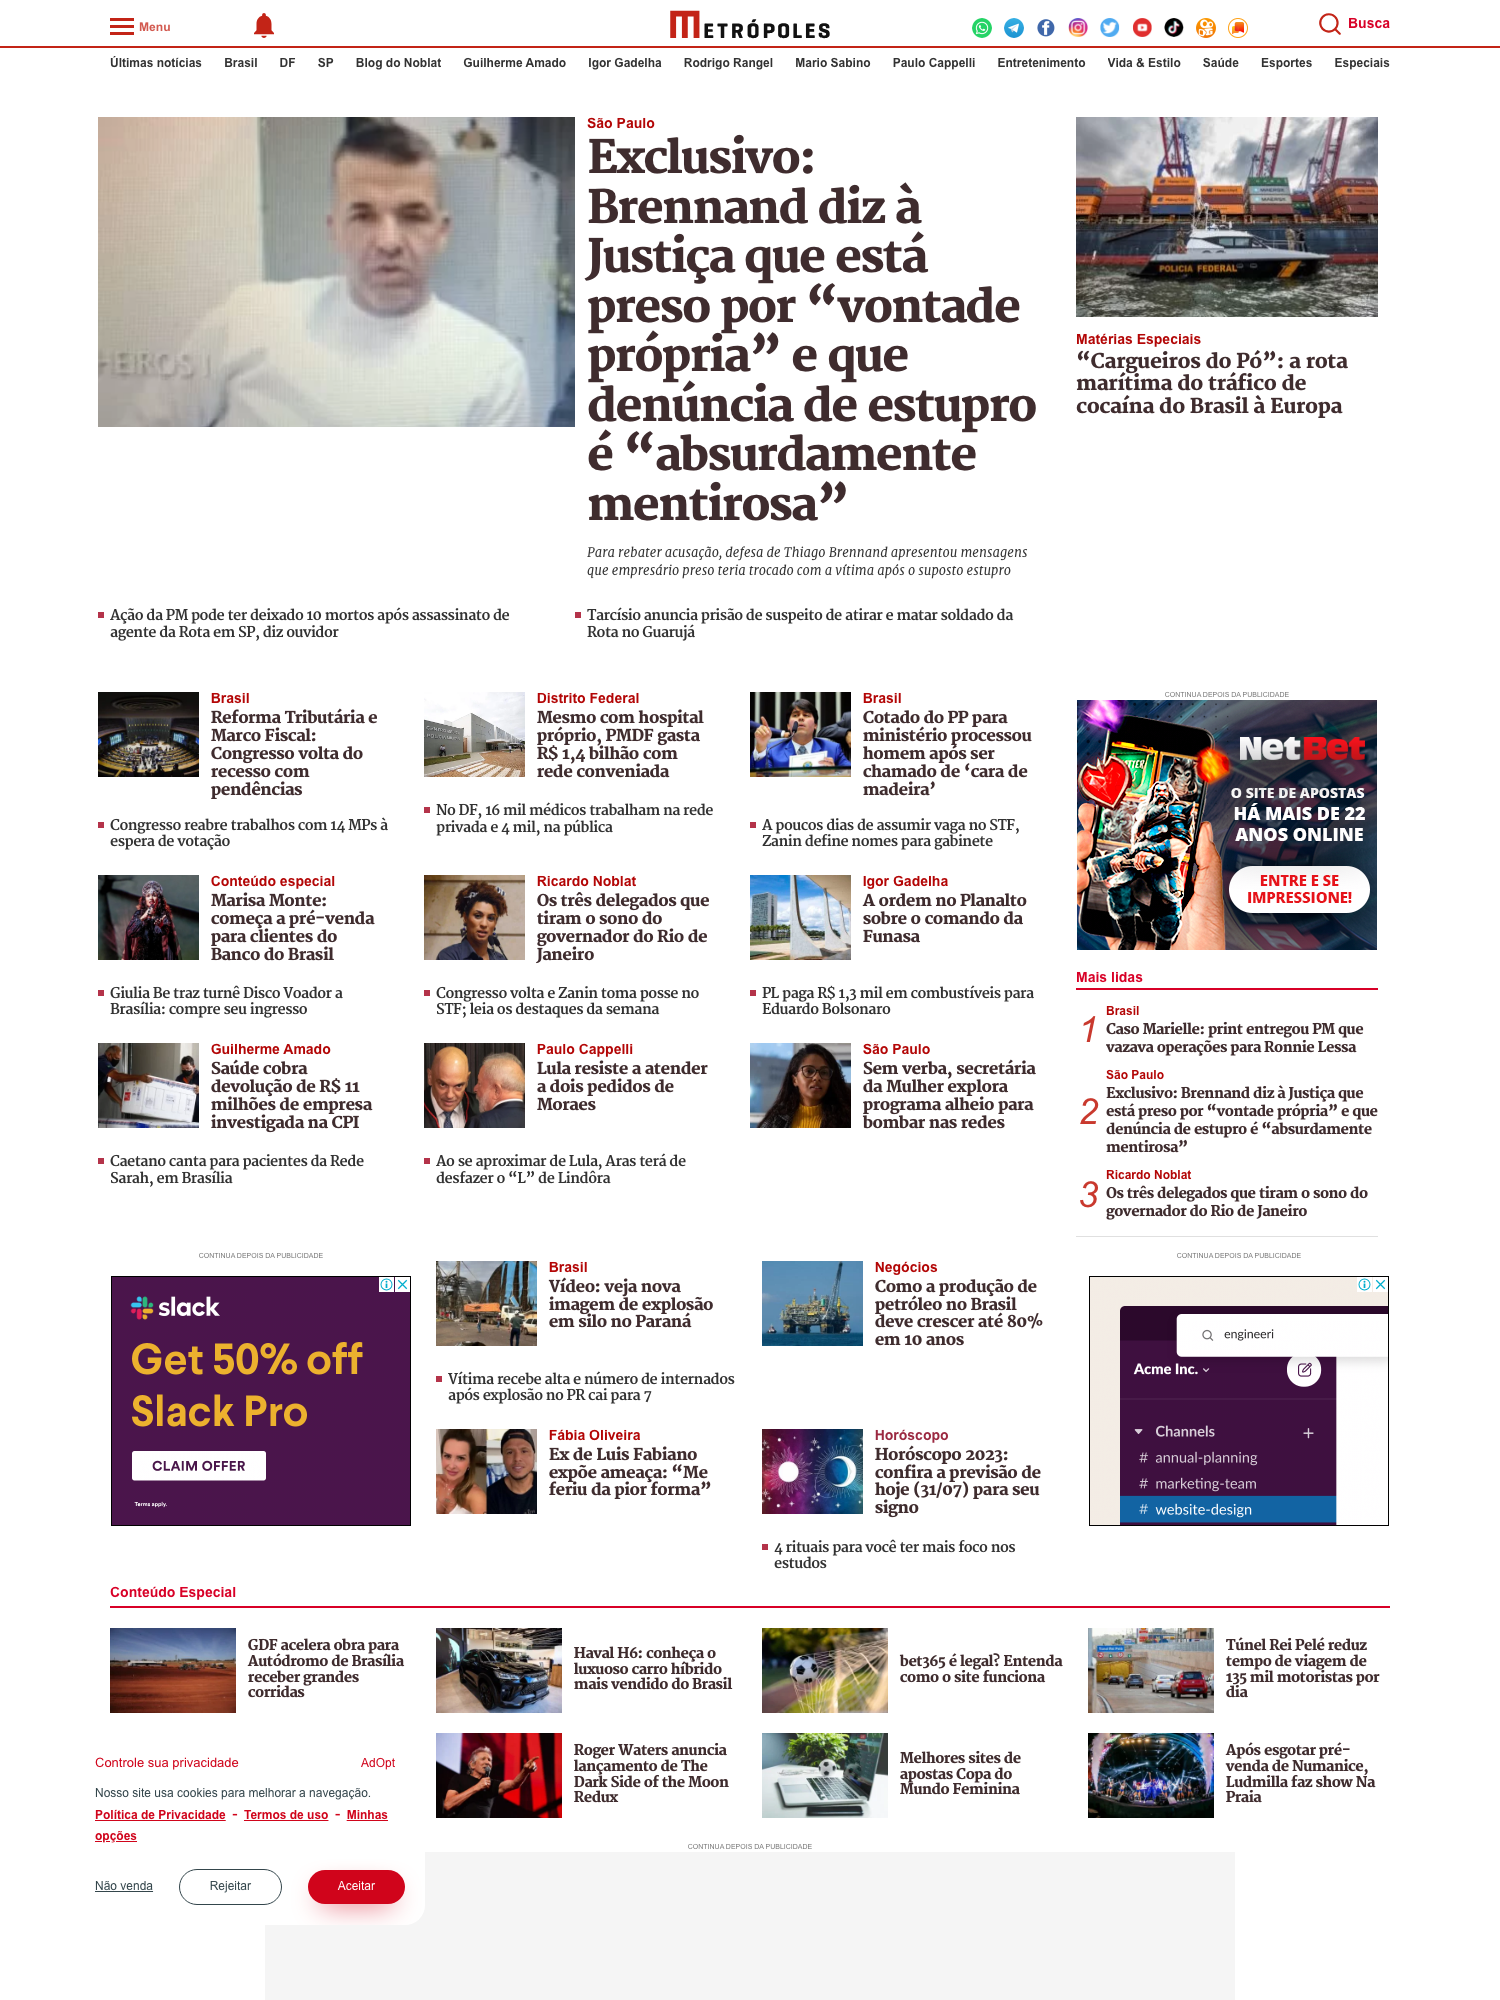 Menu
METRÓPOLES
Busca
Últimas notícias Brasil DF SP Blog do Noblat Guilherme Amado Igor Gadelha Rodrigo Rangel Mario Sabino Paulo Cappelli Entretenimento Vida & Estilo Saúde Esportes Especiais
São Paulo
Exclusivo:
Brennand diz à
Justiça que está
preso por “vontade
própria” e que
denúncia de estupro
é “absurdamente
mentirosa”
Para rebater acusação, defesa de Thiago Brennand apresentou mensagens
que empresário preso teria trocado com a vítima após o suposto estupro
POLICIA FEDERAL
Matérias Especiais
“Cargueiros do Pó”: a rota
marítima do tráfico de
cocaína do Brasil à Europa
Ação da PM pode ter deixado 10 mortos após assassinato de
agente da Rota em SP, diz ouvidor
Tarcísio anuncia prisão de suspeito de atirar e matar soldado da
Rota no Guarujá
Brasil
Reforma Tributária e
Marco Fiscal:
Congresso volta do
recesso com
pendências
Congresso reabre trabalhos com 14 MPs à
espera de votação
Distrito Federal
Mesmo com hospital
próprio, PMDF gasta
R$ 1,4 bilhão com
rede conveniada
No DF, 16 mil médicos trabalham na rede
privada e 4 mil, na pública
Brasil
Cotado do PP para
ministério processou
homem após ser
chamado de ‘cara de
madeira’
A poucos dias de assumir vaga no STF,
Zanin define nomes para gabinete
CONTINUA DEPOIS DA PUBLICIDADE
NetBet
O SITE DE APOSTAS
HÁ MAIS DE 22
ANOS ONLINE
ENTRE E SE
IMPRESSIONE!
Conteúdo especial
Marisa Monte:
começa a pré-venda
para clientes do
Banco do Brasil
Giulia Be traz turnê Disco Voador a
Brasília: compre seu ingresso
Ricardo Noblat
Os três delegados que
tiram o sono do
governador do Rio de
Janeiro
Congresso volta e Zanin toma posse no
STF; leia os destaques da semana
Igor Gadelha
A ordem no Planalto
sobre o comando da
Funasa
PL paga R$ 1,3 mil em combustíveis para
Eduardo Bolsonaro
Guilherme Amado
Saúde cobra
devolução de R$ 11
milhões de empresa
investigada na CPI
Caetano canta para pacientes da Rede
Sarah, em Brasília
Paulo Cappelli
Lula resiste a atender
a dois pedidos de
Moraes
Ao se aproximar de Lula, Aras terá de
desfazer o “L” de Lindôra
São Paulo
Sem verba, secretária
da Mulher explora
programa alheio para
bombar nas redes
Mais lidas
1
Brasil
Caso Marielle: print entregou PM que
vazava operações para Ronnie Lessa
2
São Paulo
Exclusivo: Brennand diz à Justiça que
está preso por “vontade própria” e que
denúncia de estupro é “absurdamente
mentirosa”
3
Ricardo Noblat
Os três delegados que tiram o sono do
governador do Rio de Janeiro
CONTINUA DEPOIS DA PUBLICIDADE
slack
Get 50% off
Slack Pro
CLAIM OFFER
Terms apply.
Brasil
Vídeo: veja nova
imagem de explosão
em silo no Paraná
Vítima recebe alta e número de internados
após explosão no PR cai para 7
Negócios
Como a produção de
petróleo no Brasil
deve crescer até 80%
em 10 anos
Fábia Oliveira
Ex de Luis Fabiano
expõe ameaça: “Me
feriu da pior forma”
Horóscopo
Horóscopo 2023:
confira a previsão de
hoje (31/07) para seu
signo
4 rituais para você ter mais foco nos
estudos
CONTINUA DEPOIS DA PUBLICIDADE
engineeri
Acme Inc.
Channels +
# annual-planning
# marketing-team
# website-design
Conteúdo Especial
GDF acelera obra para
Autódromo de Brasília
receber grandes
corridas
Haval H6: conheça o
luxuoso carro híbrido
mais vendido do Brasil
bet365 é legal? Entenda
como o site funciona
Túnel Rei Pelé reduz
tempo de viagem de
135 mil motoristas por
dia
Roger Waters anuncia
lançamento de The
Dark Side of the Moon
Redux
Melhores sites de
apostas Copa do
Mundo Feminina
Após esgotar pré-
venda de Numanice,
Ludmilla faz show Na
Praia
Controle sua privacidade AdOpt
Nosso site usa cookies para melhorar a navegação.
Política de Privacidade - Termos de uso - Minhas
opções
Não venda Rejeitar Aceitar
CONTINUA DEPOIS DA PUBLICIDADE